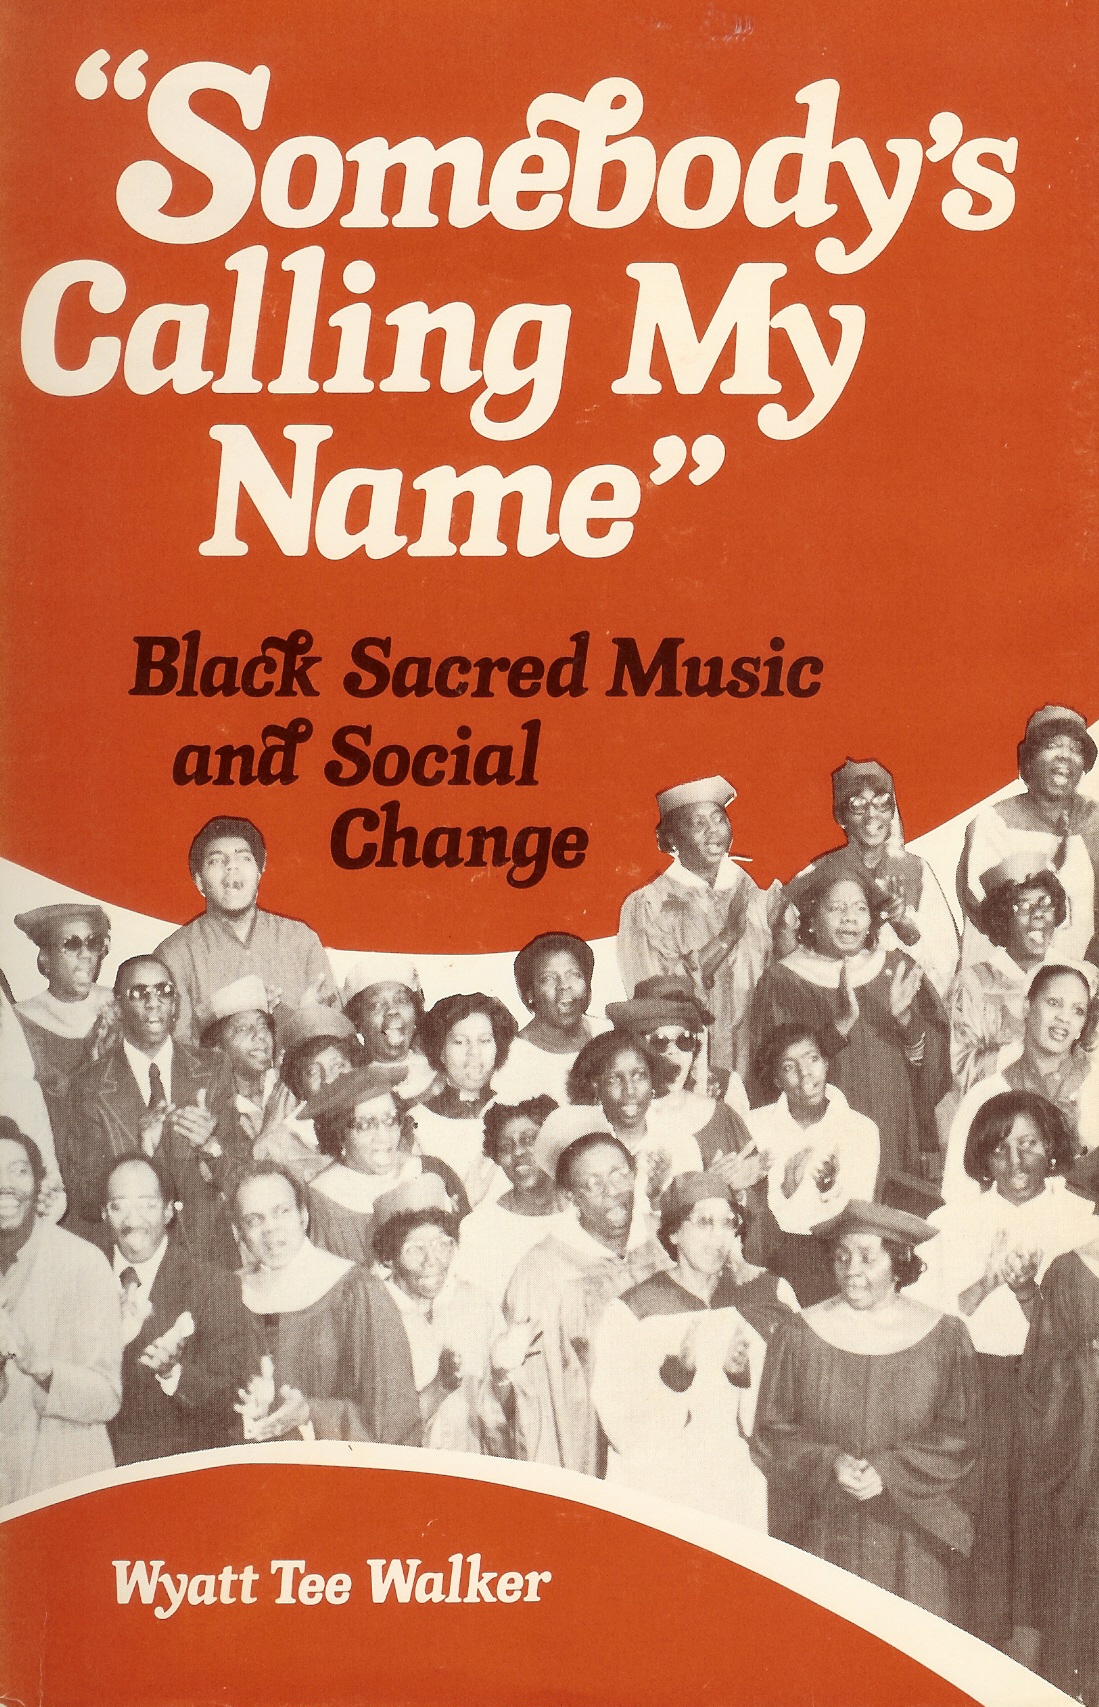 “Somebody’s
Calling My
Name”
Black Sacred Music
and Social
Change
Wyatt Tee Walker